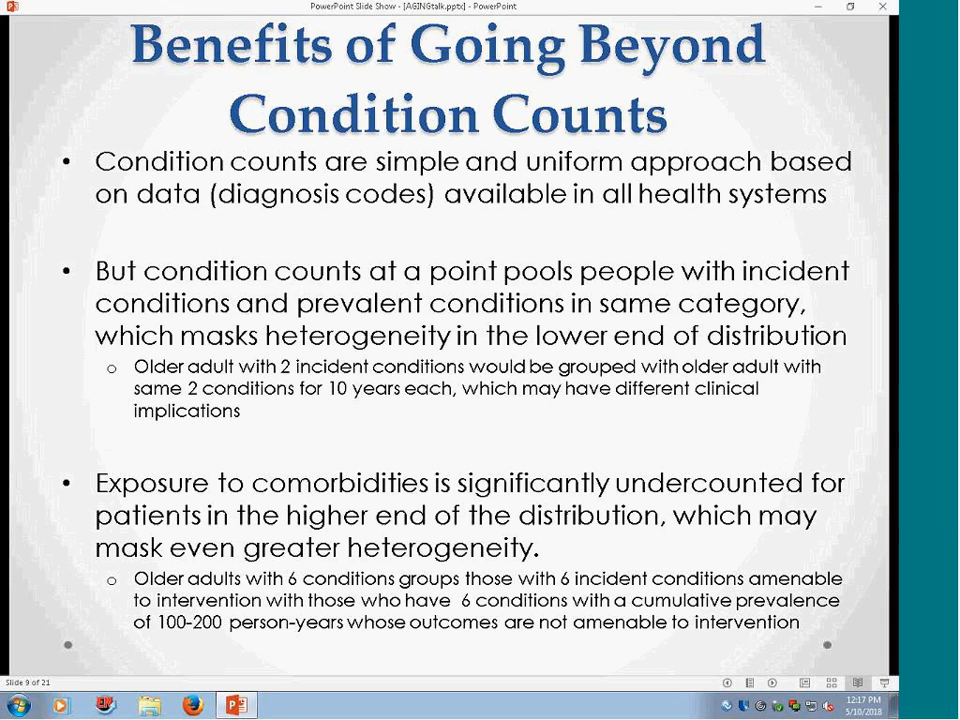 PowerPoint Slide Show - [AGINGtalk.pptx] - PowerPoint
Benefits of Going Beyond
Condition Counts
• Condition counts are simple and uniform approach based
on data (diagnosis codes) available in all health systems
• But condition counts at a point pools people with incident
conditions and prevalent conditions in same category,
which masks heterogeneity in the lower end of distribution
o Older adult with 2 incident conditions would be grouped with older adult with
same 2 conditions for 10 years each, which may have different clinical
implications
• Exposure to comorbidities is significantly undercounted for
patients in the higher end of the distribution, which may
mask even greater heterogeneity.
o Older adults with 6 conditions groups those with 6 incident conditions amenable
to intervention with those who have 6 conditions with a cumulative prevalence
of 100-200 person-years whose outcomes are not amenable to intervention
Slide 9 of 21
12:17 PM
5/10/2018